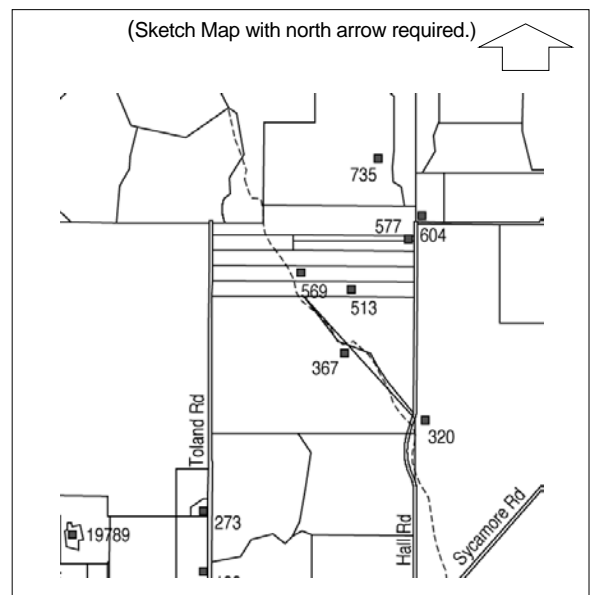 (Sketch Map with north arrow required.)
735
577
604
569
513
367
320
Toland Rd
273
19789
Hall Rd
Sycamore Rd